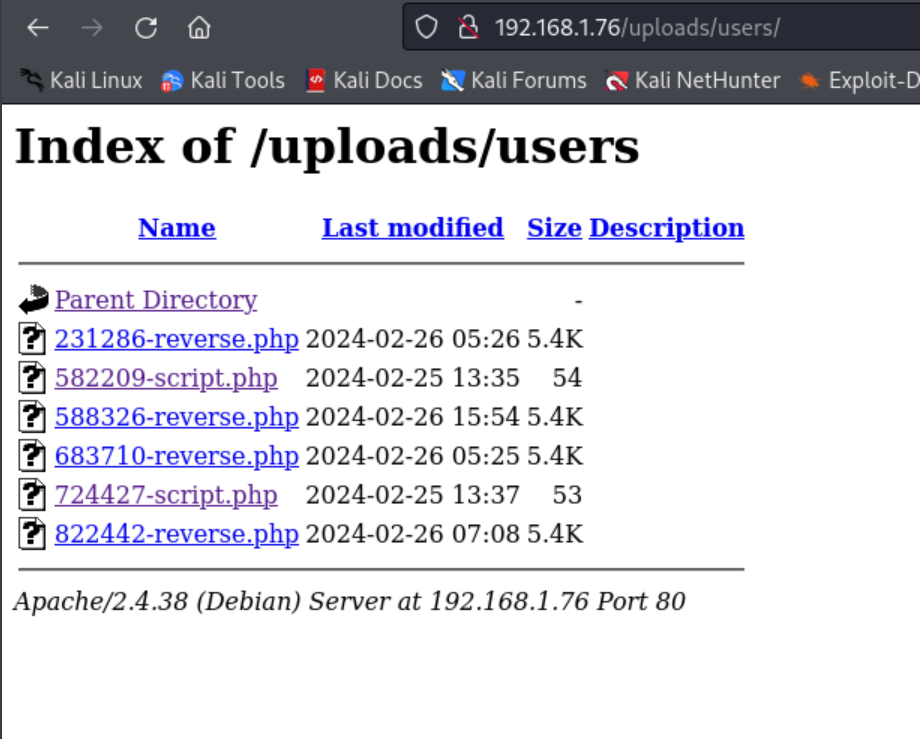 192.168.1.76/uploads/users/
Kali Linux Kali Tools Kali Docs Kali Forums Kali NetHunter Exploit-D
Index of /uploads/users
Name Last modified Size Description
Parent Directory -
231286-reverse.php 2024-02-26 05:26 5.4K
582209-script.php 2024-02-25 13:35 54
588326-reverse.php 2024-02-26 15:54 5.4K
683710-reverse.php 2024-02-26 05:25 5.4K
724427-script.php 2024-02-25 13:37 53
822442-reverse.php 2024-02-26 07:08 5.4K
Apache/2.4.38 (Debian) Server at 192.168.1.76 Port 80